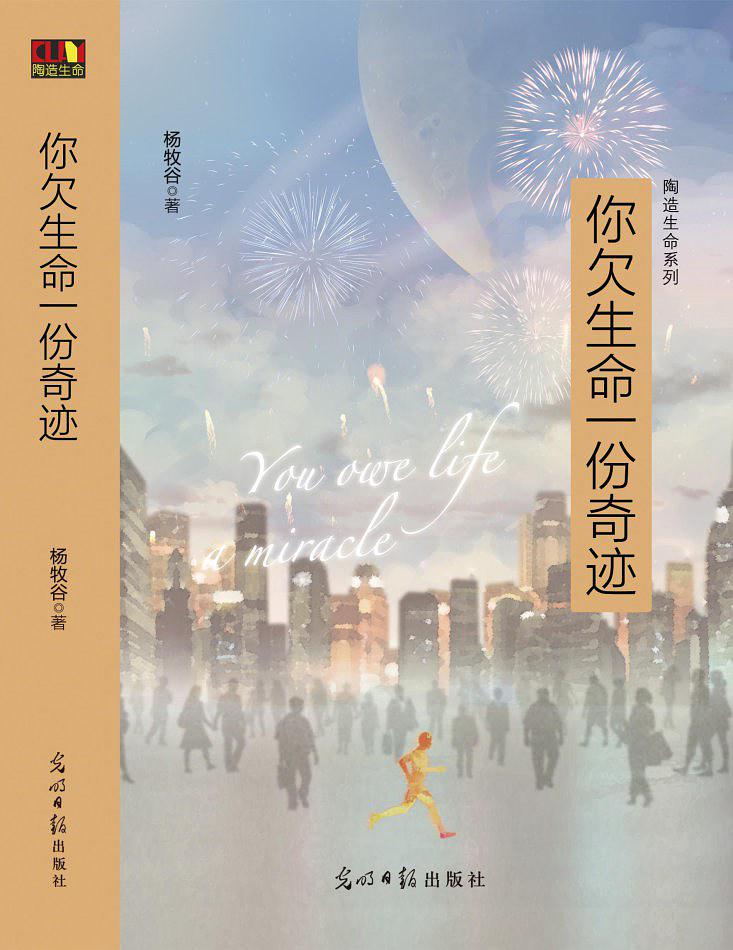 CLAY
陶造生命
你欠生命一份奇迹
杨牧谷◎著
光明日报出版社
杨牧谷◎著
陶造生命系列
你欠生命一份奇迹
You owe life
a miracle
光明日报出版社